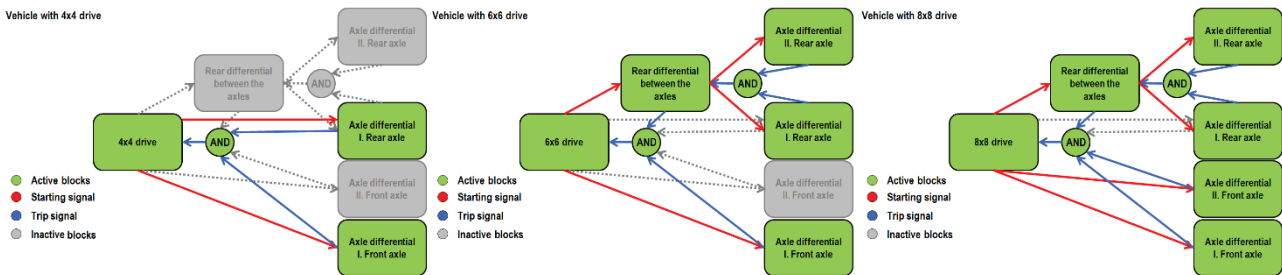 Vehicle with 4x4 drive
Axle differential
II. Rear axle
Rear differential
between the
axles
AND
4x4 drive
AND
Axle differential
I. Rear axle
Axle differential
II. Front axle
Axle differential
I. Front axle
Active blocks
Starting signal
Trip signal
Inactive blocks
Vehicle with 6x6 drive
Axle differential
II. Rear axle
Rear differential
between the
axles
AND
6x6 drive
AND
Axle differential
I. Rear axle
Axle differential
II. Front axle
Axle differential
I. Front axle
Active blocks
Starting signal
Trip signal
Inactive blocks
Vehicle with 8x8 drive
Axle differential
II. Rear axle
Rear differential
between the
axles
AND
8x8 drive
AND
Axle differential
I. Rear axle
Axle differential
II. Front axle
Axle differential
I. Front axle
Active blocks
Starting signal
Trip signal
Inactive blocks